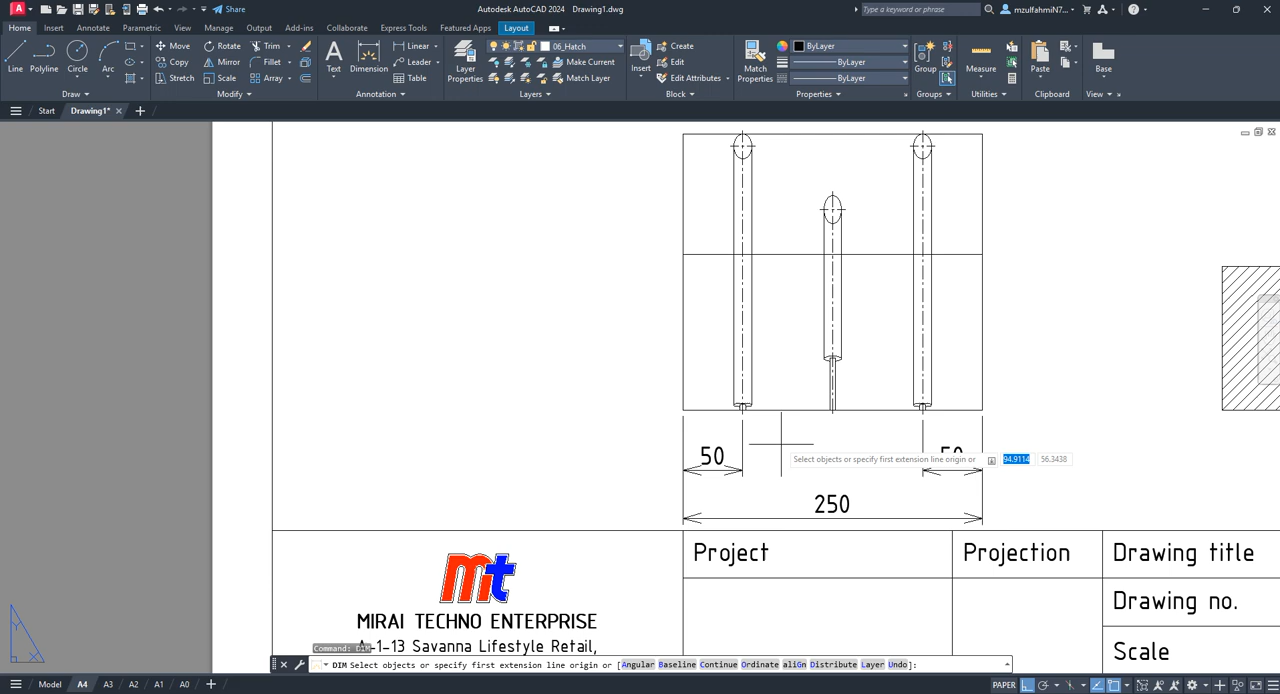 Share
Autodesk AutoCAD 2024 Drawing1.dwg
Type a keyword or phrase
mzulfahmiN7...
Home Insert Annotate Parametric View Manage Output Add-ins Collaborate Express Tools Featured Apps Layout
Line Polyline Circle Arc
Move Rotate Trim
Copy Mirror Fillet
Stretch Scale Array
Text Dimension
Linear
Leader
Table
Layer Properties
06_Hatch
Make Current
Match Layer
Insert
Create
Edit
Edit Attributes
Match Properties
ByLayer
ByLayer
ByLayer
Group Measure Paste Base
Draw Modify Annotation Layers Block Properties Groups Utilities Clipboard View
Start Drawing1*
50 50
Select objects or specify first extension line origin or 94.9114 56.3438
250
Project Projection Drawing title
mt
MIRAI TECHNO ENTERPRISE
A-1-13 Savanna Lifestyle Retail,
Drawing no.
Scale
Command: DIM
DIM Select objects or specify first extension line origin or [Angular Baseline Continue Ordinate aliGn Distribute Layer Undo]:
Y
X
Model A4 A3 A2 A1 A0
PAPER